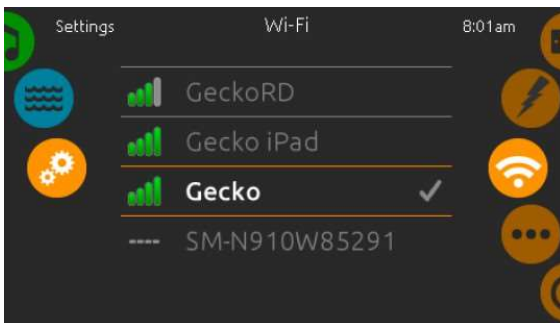 Settings
Wi-Fi
8:01am
GeckoRD
Gecko iPad
Gecko
SM-N910W85291